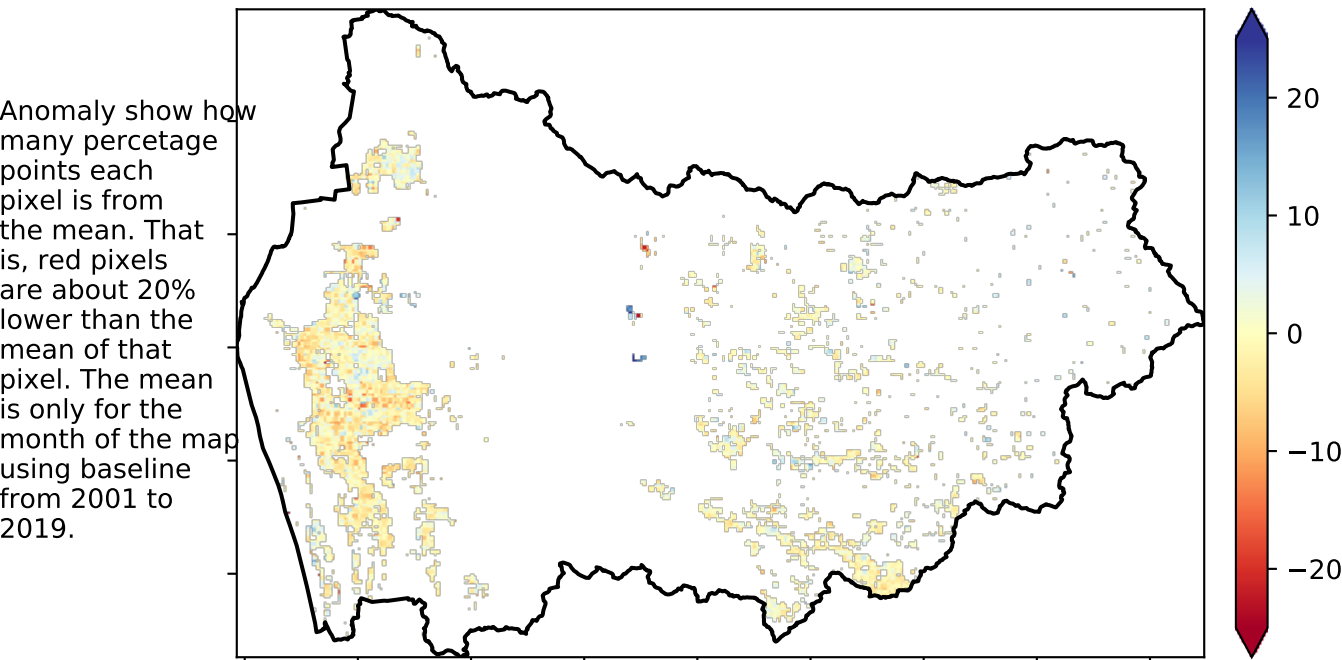 Anomaly show how
many percetage
points each
pixel is from
the mean. That
is, red pixels
are about 20%
lower than the
mean of that
pixel. The mean
is only for the
month of the map
using baseline
from 2001 to
2019.
20
10
0
−10
−20